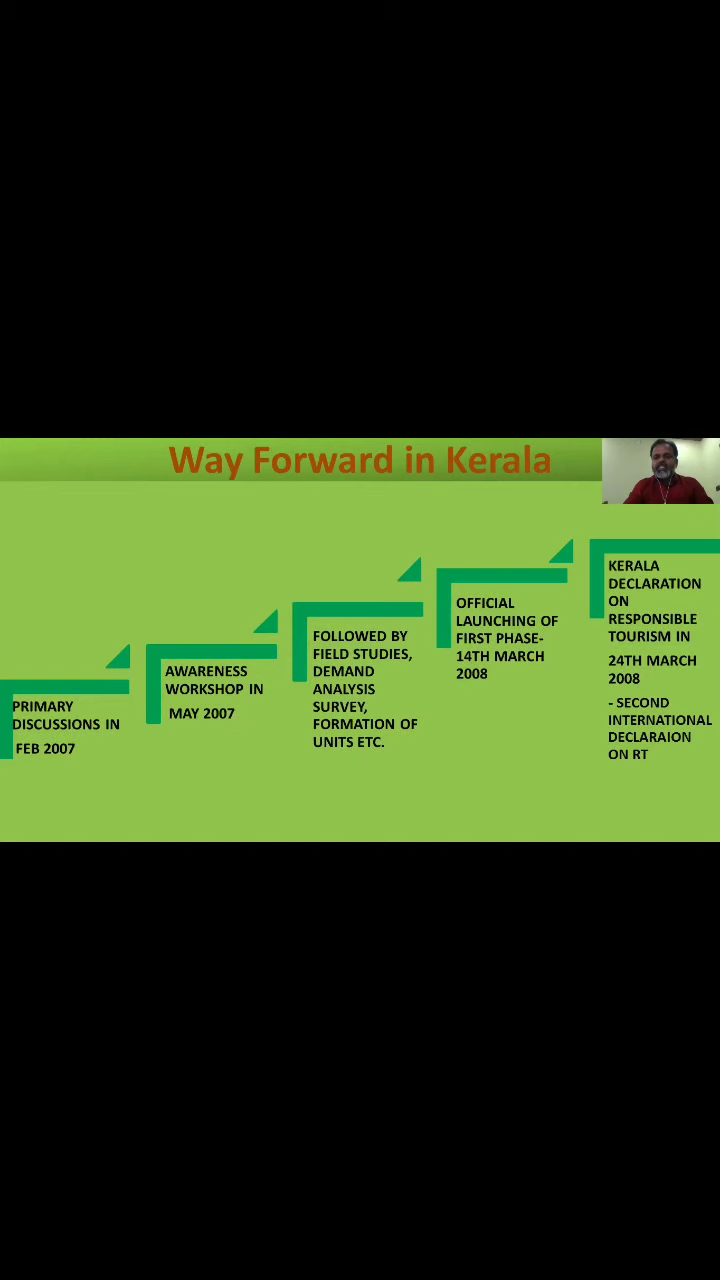 Way Forward in Kerala
PRIMARY
DISCUSSIONS IN
FEB 2007
AWARENESS
WORKSHOP IN
MAY 2007
FOLLOWED BY
FIELD STUDIES,
DEMAND
ANALYSIS
SURVEY,
FORMATION OF
UNITS ETC.
OFFICIAL
LAUNCHING OF
FIRST PHASE-
14TH MARCH
2008
KERALA
DECLARATION
ON
RESPONSIBLE
TOURISM IN
24TH MARCH
2008
- SECOND
INTERNATIONAL
DECLARAION
ON RT